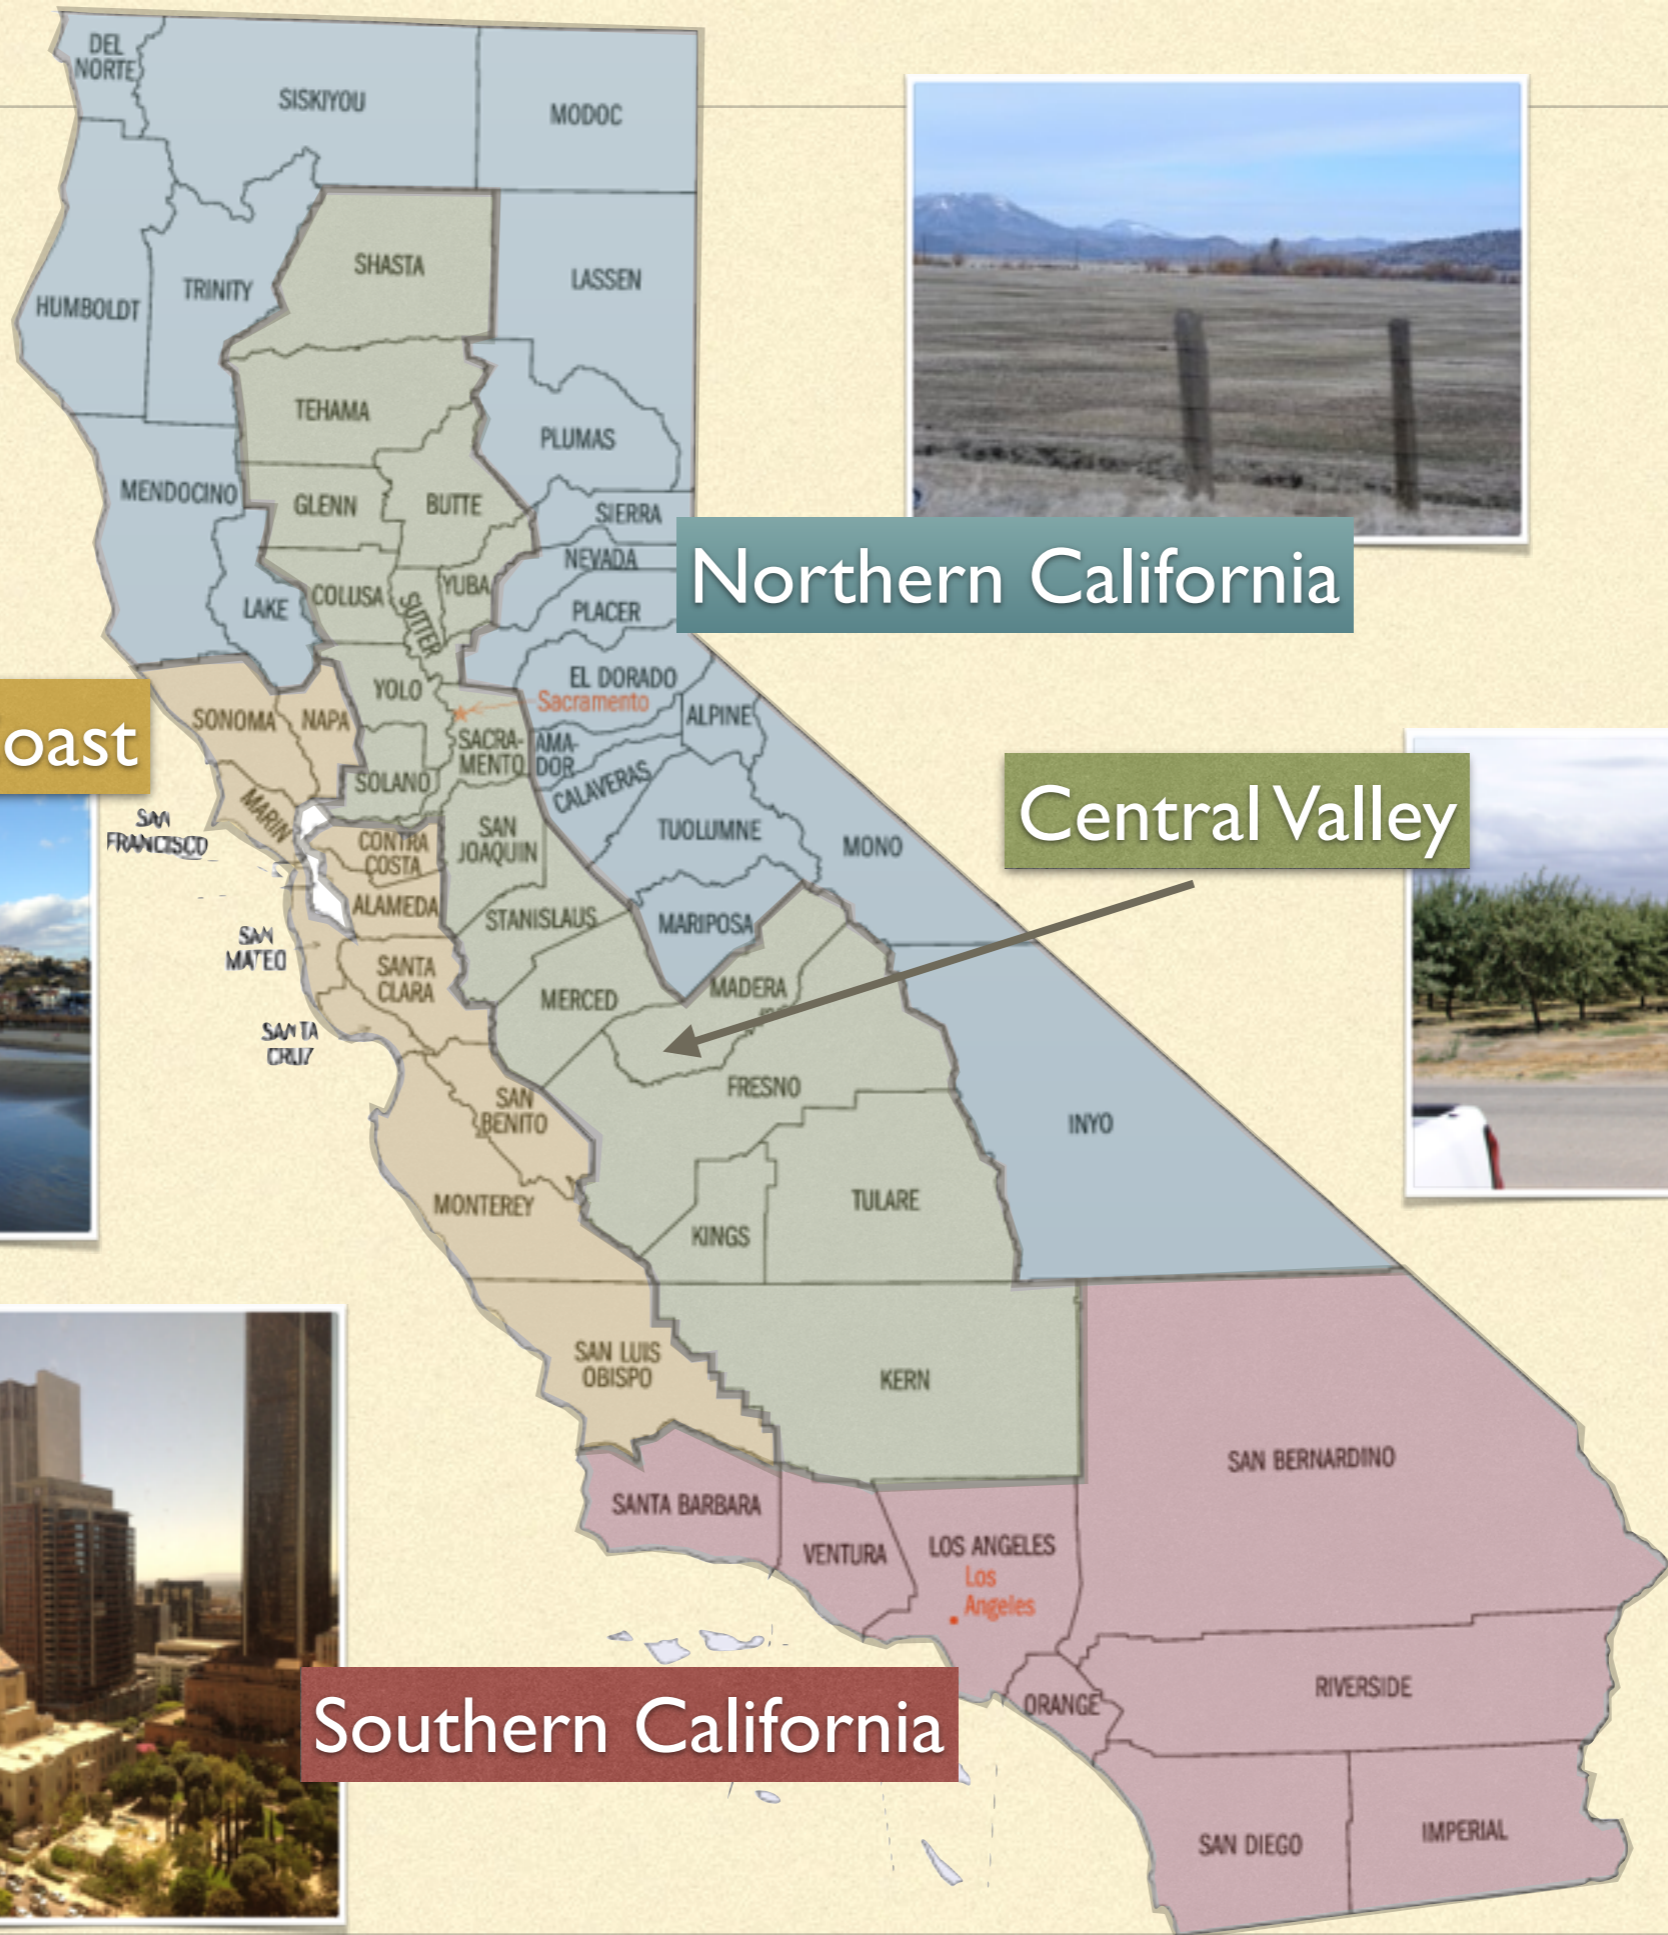 DEL
NORTE
SISKIYOU
MODOC
SHASTA
LASSEN
TRINITY
HUMBOLDT
TEHAMA
PLUMAS
MENDOCINO
GLENN
BUTTE
SIERRA
NEVADA
Northern California
COLUSA
SUTTER
YUBA
LAKE
PLACER
EL DORADO
YOLO
Sacramento
oast
SONOMA
NAPA
ALPINE
SACRA-
MENTO
AMA-
DOR
SOLANO
CALAVERAS
Central Valley
MARIN
SAN
FRANCISCO
CONTRA
COSTA
SAN
JOAQUIN
TUOLUMNE
MONO
ALAMEDA
STANISLAUS
MARIPOSA
SAN
MATEO
SANTA
CLARA
MERCED
MADERA
SANTA
CRUZ
FRESNO
SAN
BENITO
INYO
MONTEREY
KINGS
TULARE
SAN LUIS
OBISPO
KERN
SAN BERNARDINO
SANTA BARBARA
VENTURA
LOS ANGELES
Los
Angeles
RIVERSIDE
ORANGE
Southern California
SAN DIEGO
IMPERIAL